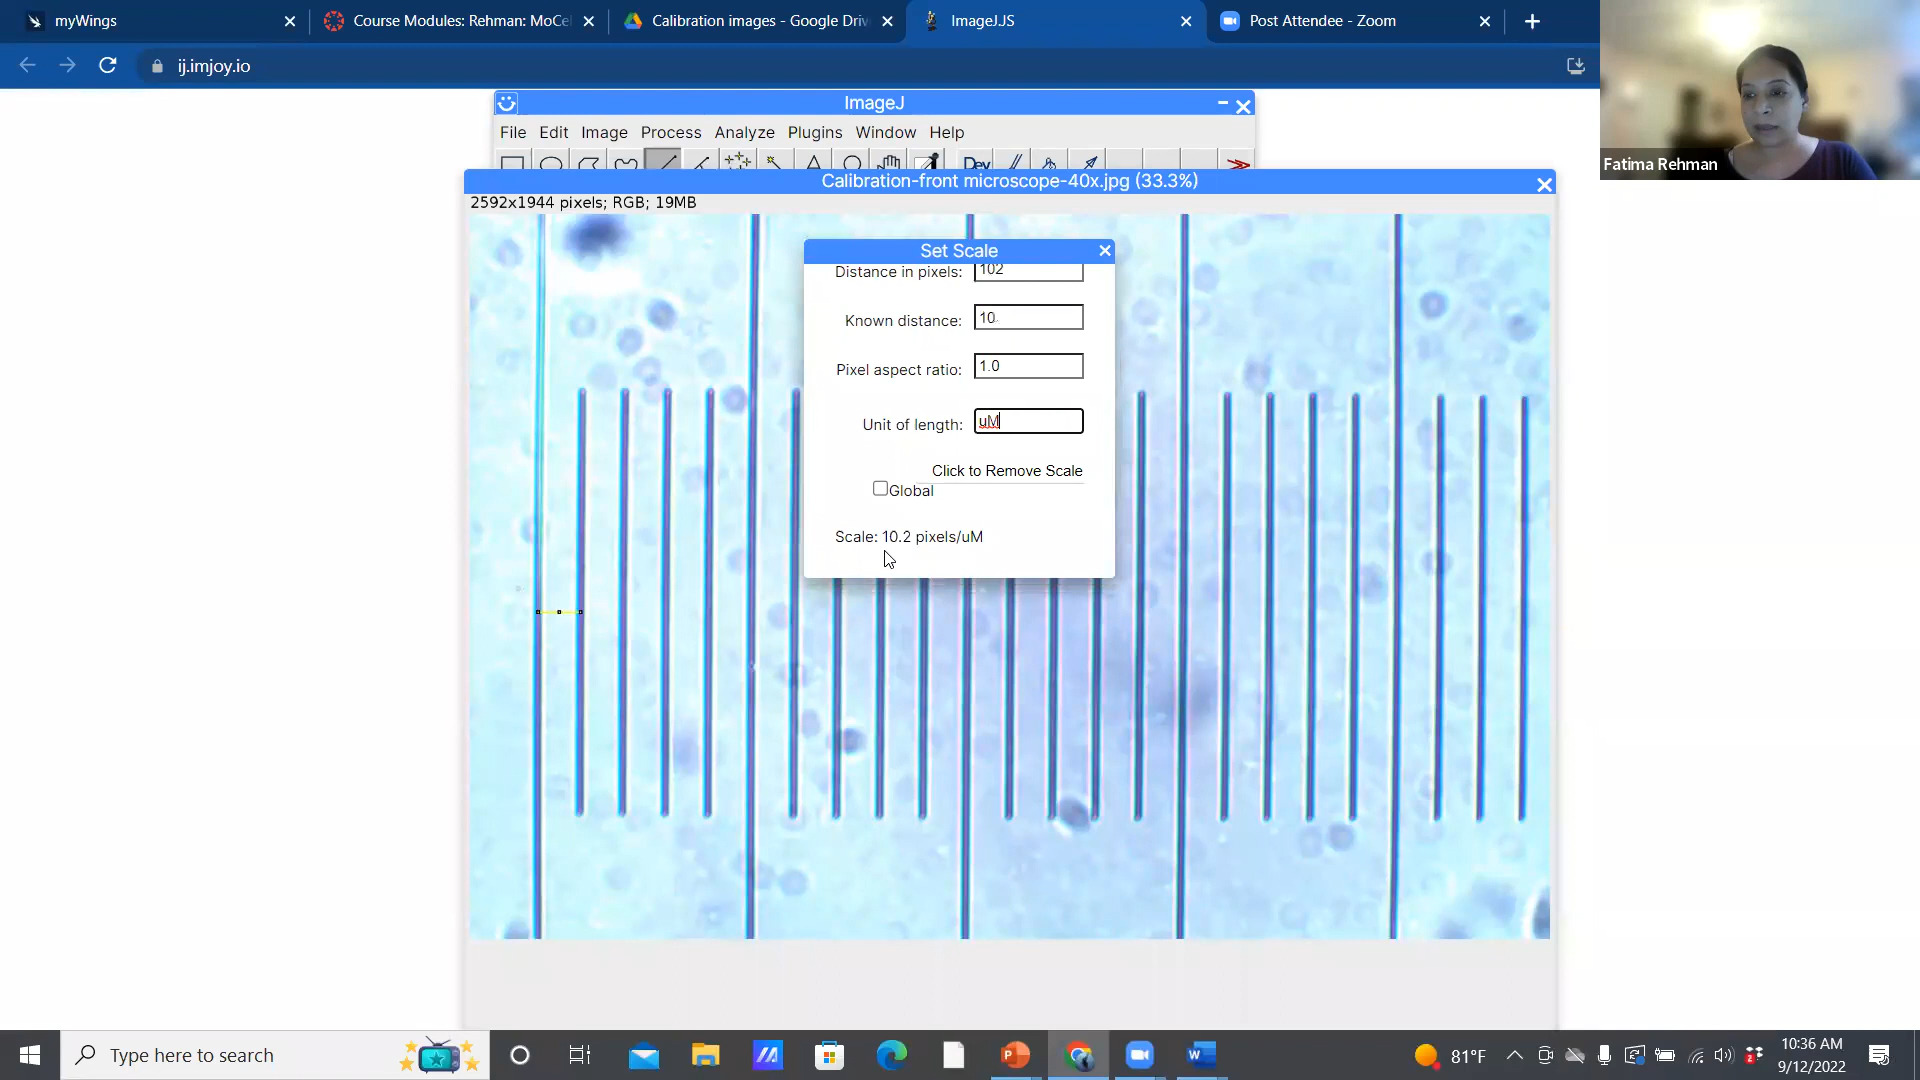 myWings
Course Modules: Rehman: MoCel
Calibration images - Google Driv
ImageJ.JS
Post Attendee - Zoom
ij.imjoy.io
Fatima Rehman
ImageJ
File Edit Image Process Analyze Plugins Window Help
Dev
Calibration-front microscope-40x.jpg (33.3%)
2592x1944 pixels; RGB; 19MB
Set Scale
Distance in pixels: 102
Known distance: 10
Pixel aspect ratio: 1.0
Unit of length: uM
Click to Remove Scale
Global
Scale: 10.2 pixels/uM
Type here to search
81°F
10:36 AM
9/12/2022